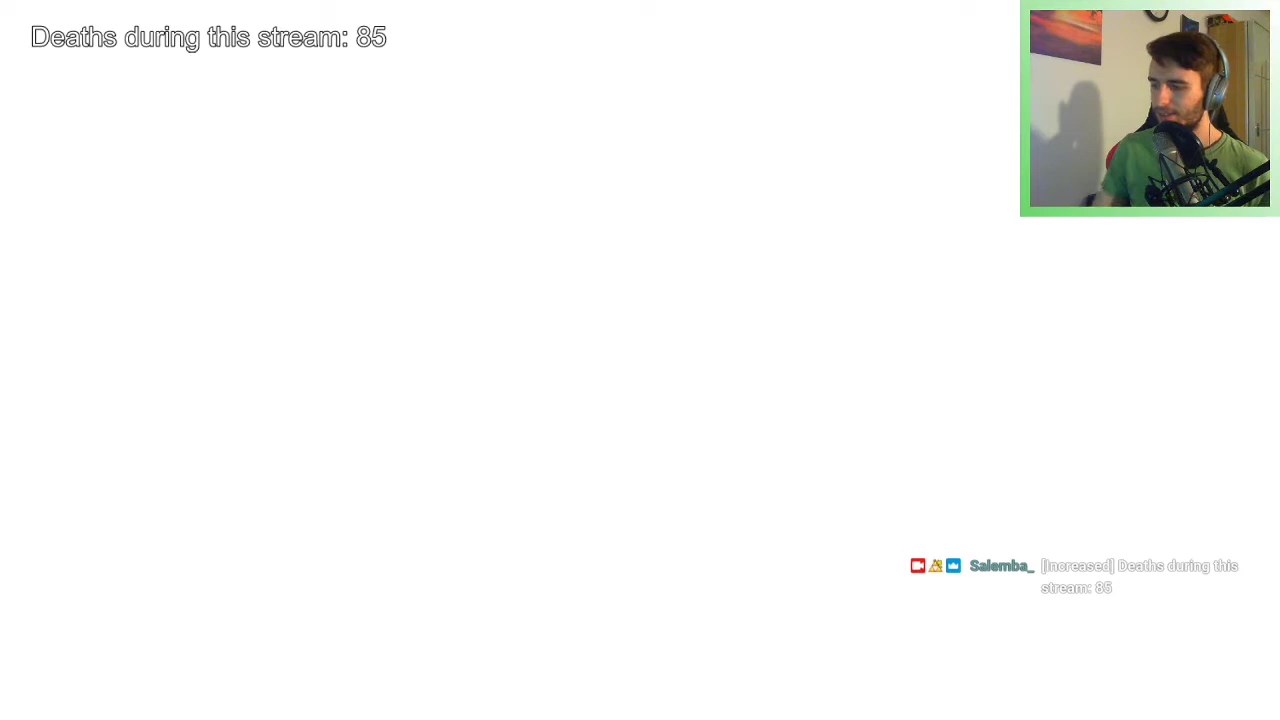 Deaths during this stream: 85
Salemba_ [Increased] Deaths during this
stream: 85